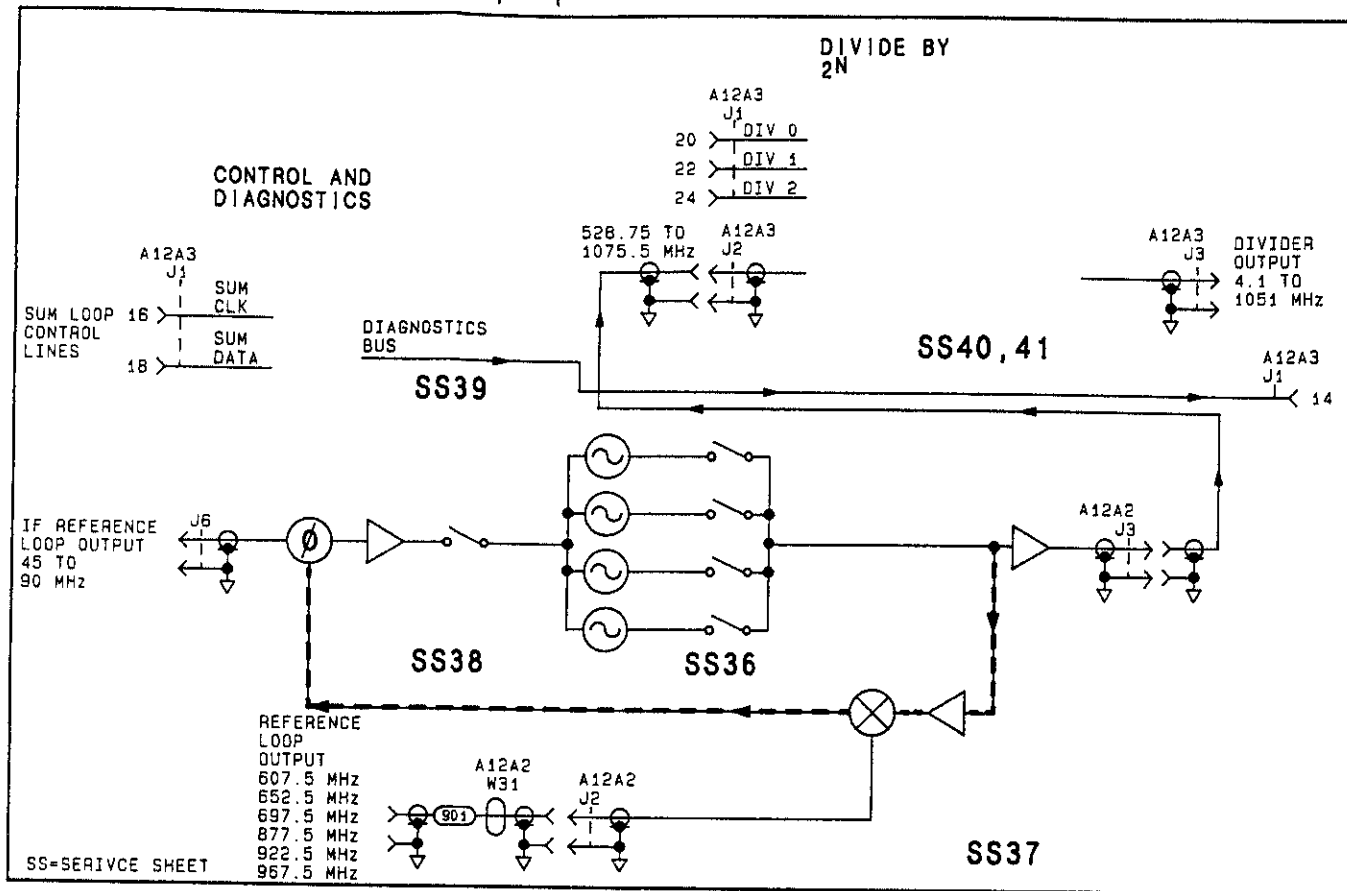 DIVIDE BY
2N
A12A3
J1
20 DIV 0
22 DIV 1
24 DIV 2
CONTROL AND
DIAGNOSTICS
A12A3
J1
SUM LOOP
CONTROL
LINES
16 SUM
CLK
18 SUM
DATA
528.75 TO
1075.5 MHz
A12A3
J2
A12A3
J3
DIVIDER
OUTPUT
4.1 TO
1051 MHz
DIAGNOSTICS
BUS
SS39
SS40,41
A12A3
J1
14
IF REFERENCE
LOOP OUTPUT
45 TO
90 MHz
J6
Ø
A12A2
J3
SS38
SS36
REFERENCE
LOOP
OUTPUT
607.5 MHz
652.5 MHz
697.5 MHz
877.5 MHz
922.5 MHz
967.5 MHz
901
A12A2
W31
A12A2
J2
SS37
SS=SERIVCE SHEET